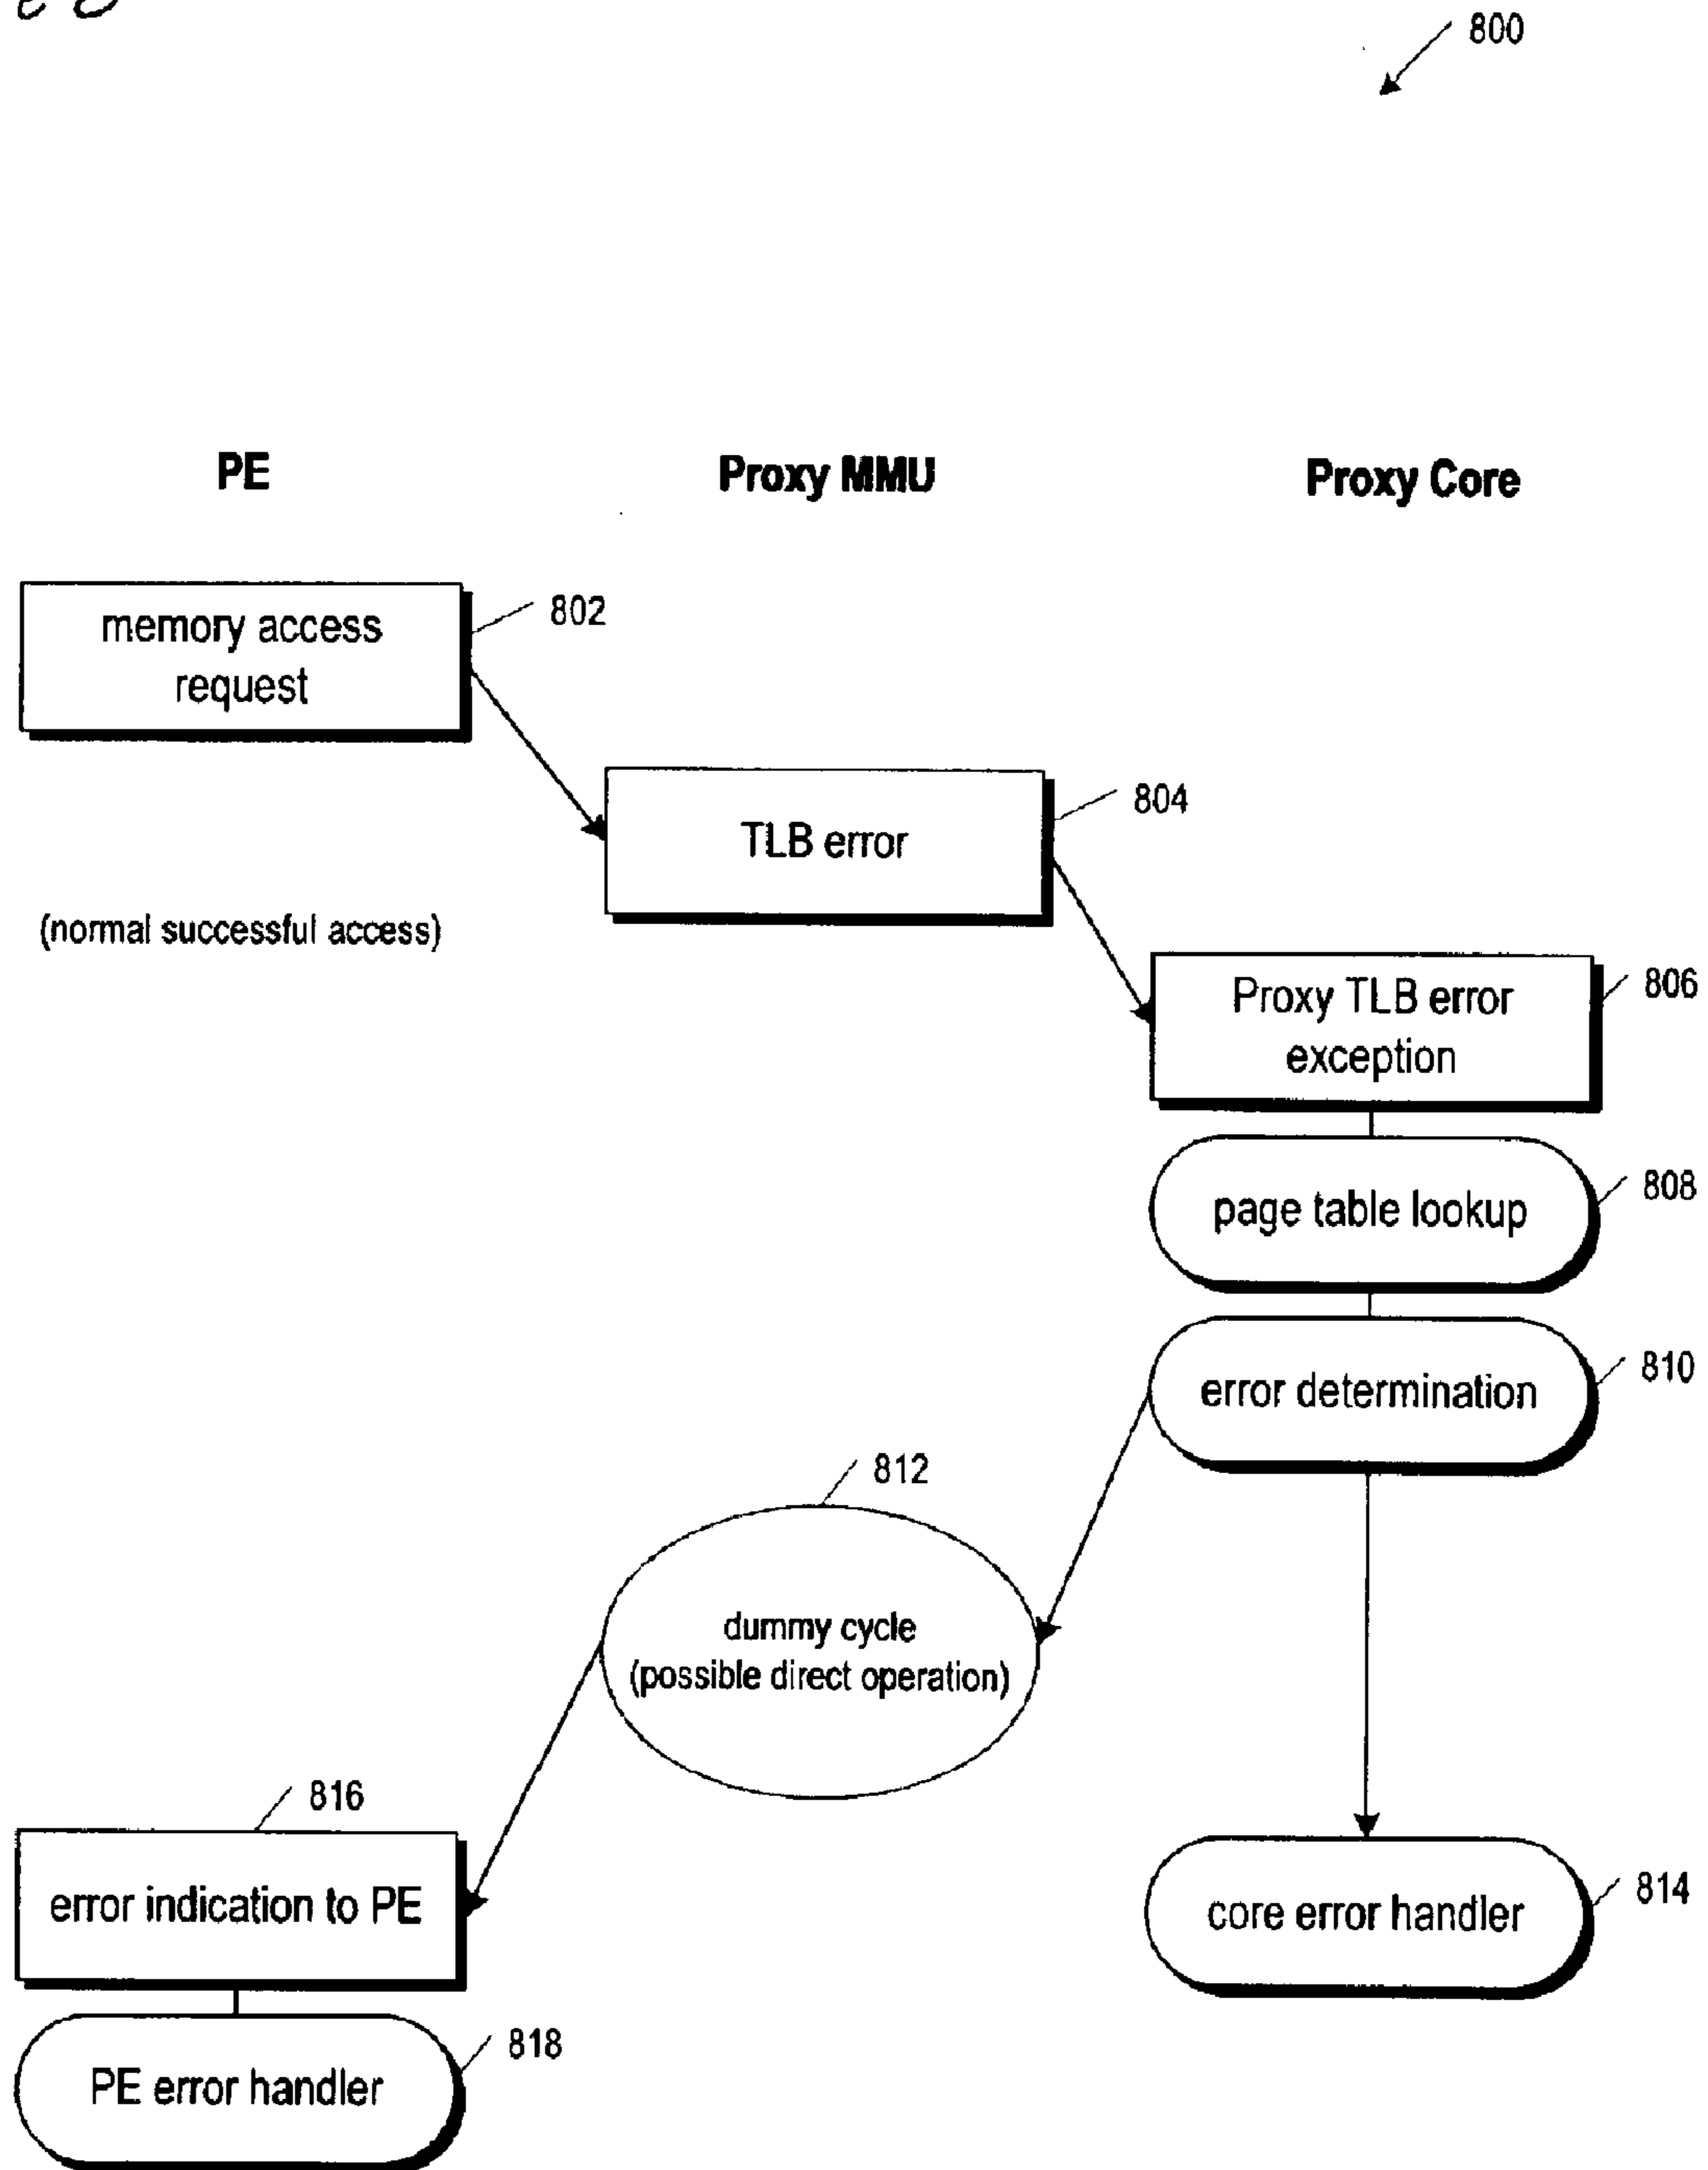 800
PE
Proxy MMU
Proxy Core
memory access
request
802
TLB error
804
(normal successful access)
Proxy TLB error
exception
806
page table lookup
808
error determination
810
812
dummy cycle
(possible direct operation)
816
error indication to PE
core error handler
814
PE error handler
818